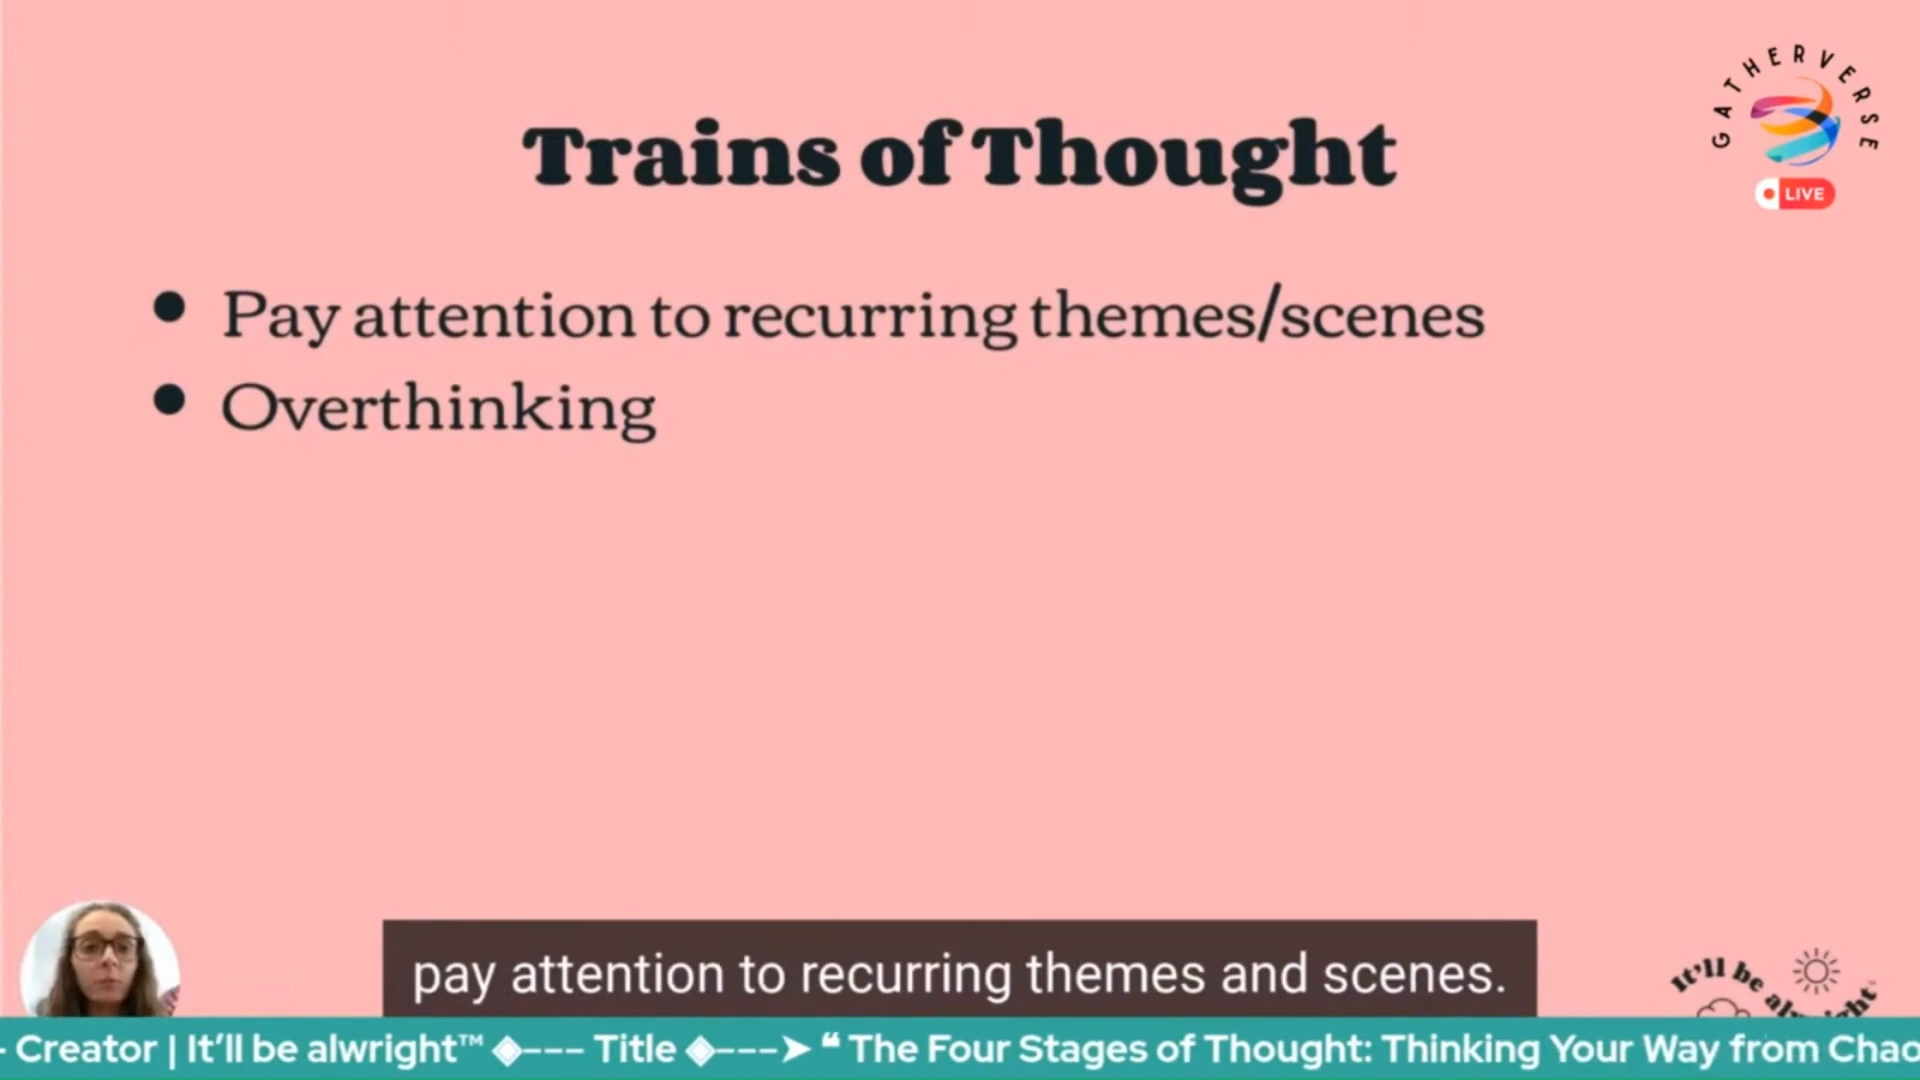 GATHERVERSE
LIVE
Trains of Thought
• Pay attention to recurring themes/scenes
• Overthinking
pay attention to recurring themes and scenes.
It'll be alwright
- Creator | It’ll be alwright™ ◈--- Title ◈---➤ ❝ The Four Stages of Thought: Thinking Your Way from Chao